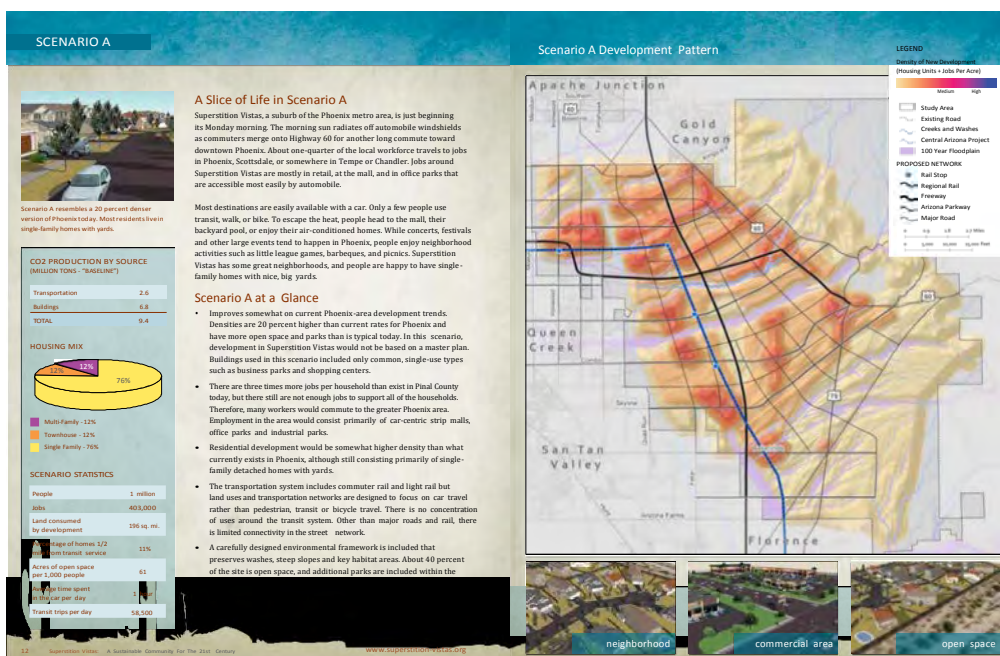 SCENARIO A
Scenario A resembles a 20 percent denser
version of Phoenix today. Most residents live in
single-family homes with yards.
CO2 PRODUCTION BY SOURCE
(MILLION TONS - "BASELINE")
Transportation 2.6
Buildings 6.8
TOTAL 9.4
HOUSING MIX
12%
12%
76%
Multi-Family - 12%
Townhouse - 12%
Single Family - 76%
SCENARIO STATISTICS
People 1 million
Jobs 403,000
Land consumed
by development 196 sq. mi.
of homes 1/2
transit service 11%
Acres of open space
per 1,000 people 61
time spent
in the car per day 1
Transit trips per day 58,500
A Slice of Life in Scenario A
Superstition Vistas, a suburb of the Phoenix metro area, is just beginning
its Monday morning. The morning sun radiates off automobile windshields
as commuters merge onto Highway 60 for another long commute toward
downtown Phoenix. About one-quarter of the local workforce travels to jobs
in Phoenix, Scottsdale, or somewhere in Tempe or Chandler. Jobs around
Superstition Vistas are mostly in retail, at the mall, and in office parks that
are accessible most easily by automobile.
Most destinations are easily available with a car. Only a few people use
transit, walk, or bike. To escape the heat, people head to the mall, their
backyard pool, or enjoy their air-conditioned homes. While concerts, festivals
and other large events tend to happen in Phoenix, people enjoy neighborhood
activities such as little league games, barbeques, and picnics. Superstition
Vistas has some great neighborhoods, and people are happy to have single-
family homes with nice, big yards.
Scenario A at a Glance
• Improves somewhat on current Phoenix-area development trends.
Densities are 20 percent higher than current rates for Phoenix and
have more open space and parks than is typical today. In this scenario,
development in Superstition Vistas would not be based on a master plan.
Buildings used in this scenario included only common, single-use types
such as business parks and shopping centers.
• There are three times more jobs per household than exist in Pinal County
today, but there still are not enough jobs to support all of the households.
Therefore, many workers would commute to the greater Phoenix area.
Employment in the area would consist primarily of car-centric strip malls,
office parks and industrial parks.
• Residential development would be somewhat higher density than what
currently exists in Phoenix, although still consisting primarily of single-
family detached homes with yards.
• The transportation system includes commuter rail and light rail but
land uses and transportation networks are designed to focus on car travel
rather than pedestrian, transit or bicycle travel. There is no concentration
of uses around the transit system. Other than major roads and rail, there
is limited connectivity in the street network.
• A carefully designed environmental framework is included that
preserves washes, steep slopes and key habitat areas. About 40 percent
of the site is open space, and additional parks are included within the
12 Superstition Vistas A Sustainable Community For The 21st Century
www.superstition-vistas.org
Scenario A Development Pattern
LEGEND
Density of New Development
(Housing Units + Jobs Per Acre)
Medium High
Study Area
Existing Road
Creeks and Washes
Central Arizona Project
100 Year Floodplain
PROPOSED NETWORK
Rail Stop
Regional Rail
Freeway
Arizona Parkway
Major Road
Apache Junction
60
Gold
Canyon
60
60
Queen
Creek
79
San Tan
Valley
Arizona Farms
Florence
neighborhood
commercial area
open space